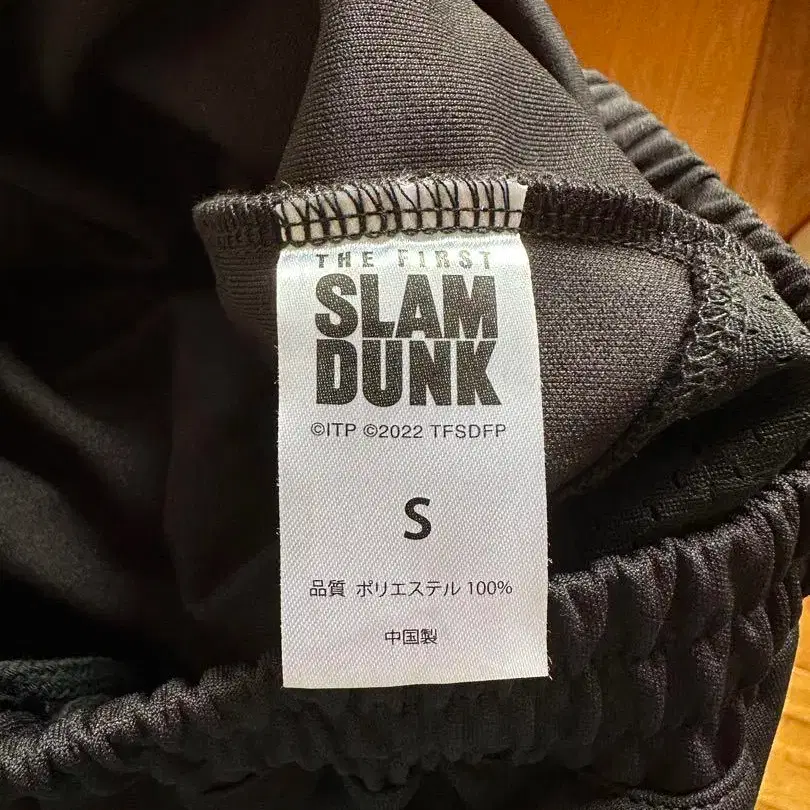 THE FIRST
SLAM
DUNK
©ITP ©2022 TFSDFP
S
品質 ポリエステル 100%
中国製